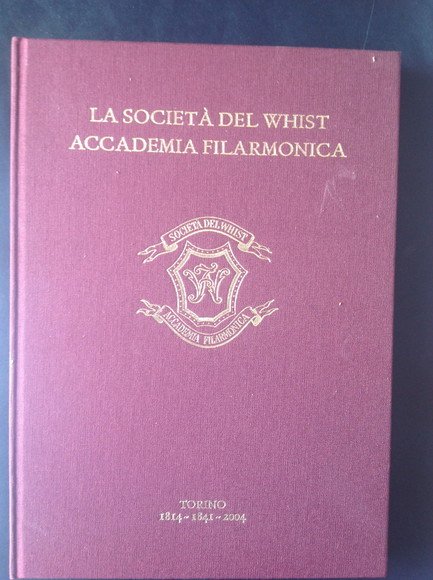 LA SOCIETÀ DEL WHIST
ACCADEMIA FILARMONICA
SOCIETÀ DEL WHIST
ACCADEMIA FILARMONICA
TORINO
1814~1841~2004